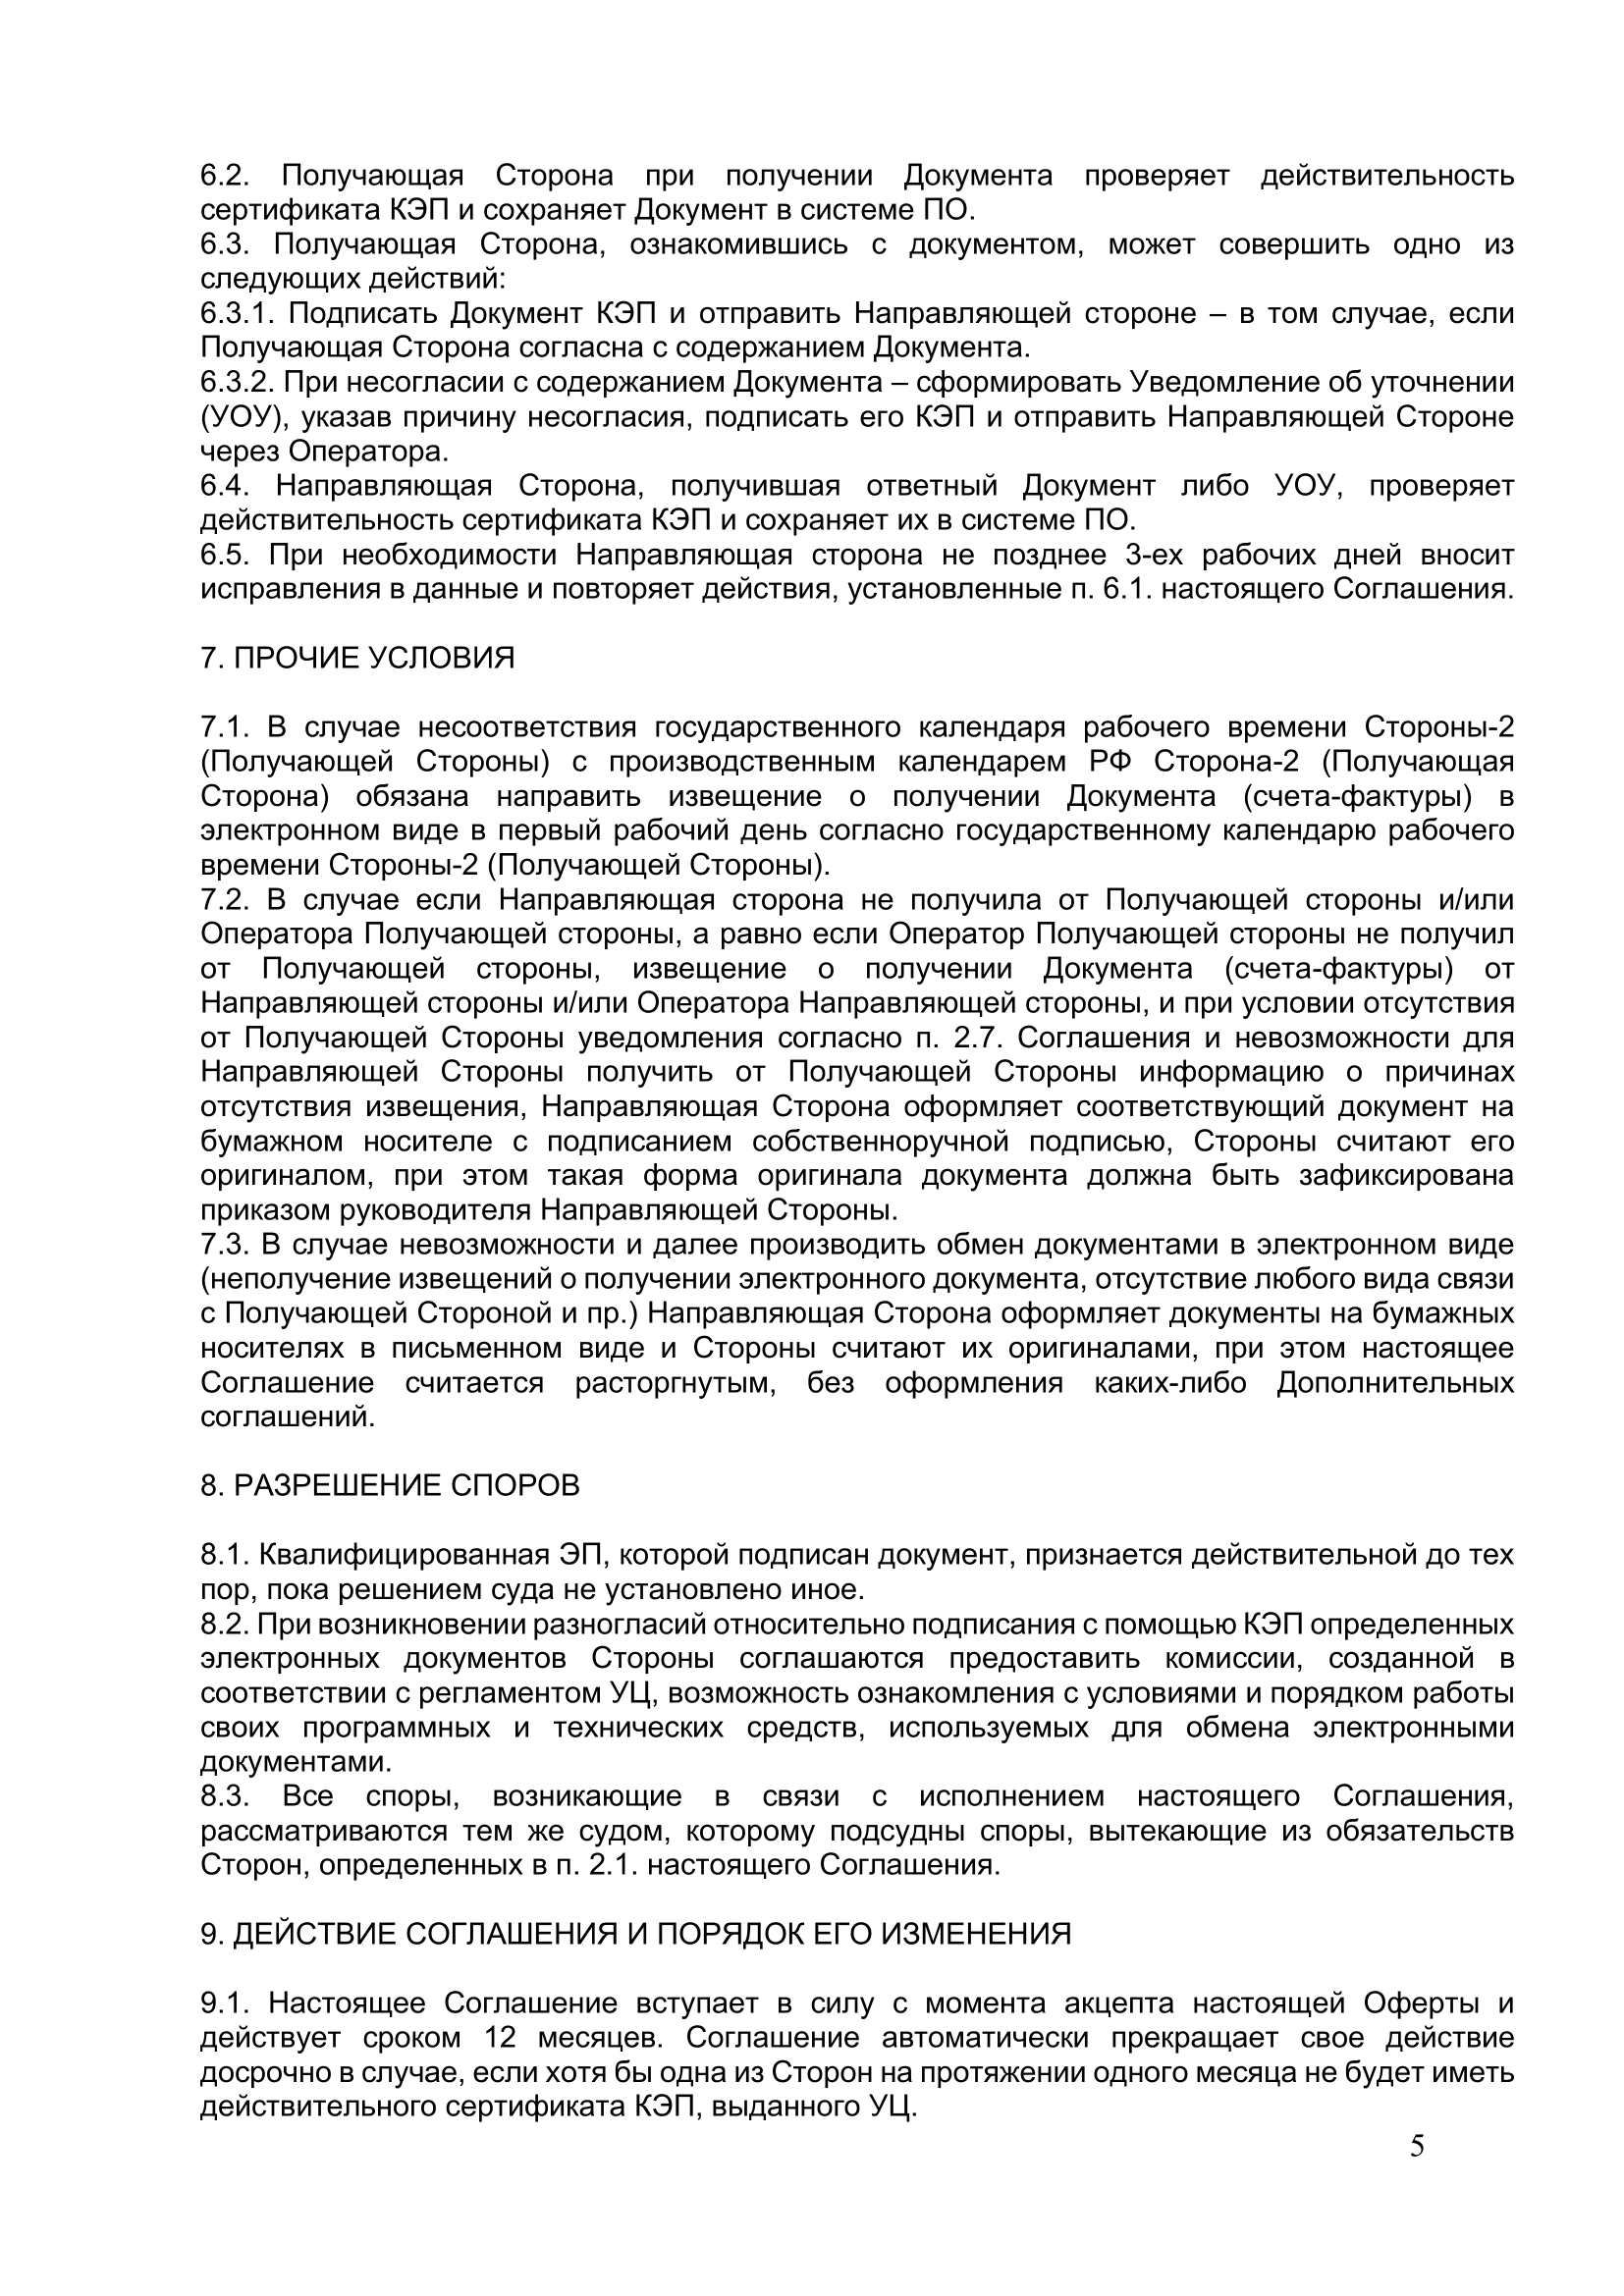 6.2. Получающая Сторона при получении Документа проверяет действительность
сертификата КЭП и сохраняет Документ в системе ПО.
6.3. Получающая Сторона, ознакомившись с документом, может совершить одно из
следующих действий:
6.3.1. Подписать Документ КЭП и отправить Направляющей стороне – в том случае, если
Получающая Сторона согласна с содержанием Документа.
6.3.2. При несогласии с содержанием Документа – сформировать Уведомление об уточнении
(УОУ), указав причину несогласия, подписать его КЭП и отправить Направляющей Стороне
через Оператора.
6.4. Направляющая Сторона, получившая ответный Документ либо УОУ, проверяет
действительность сертификата КЭП и сохраняет их в системе ПО.
6.5. При необходимости Направляющая сторона не позднее 3-ех рабочих дней вносит
исправления в данные и повторяет действия, установленные п. 6.1. настоящего Соглашения.
7. ПРОЧИЕ УСЛОВИЯ
7.1. В случае несоответствия государственного календаря рабочего времени Стороны-2
(Получающей Стороны) с производственным календарем РФ Сторона-2 (Получающая
Сторона) обязана направить извещение о получении Документа (счета-фактуры) в
электронном виде в первый рабочий день согласно государственному календарю рабочего
времени Стороны-2 (Получающей Стороны).
7.2. В случае если Направляющая сторона не получила от Получающей стороны и/или
Оператора Получающей стороны, а равно если Оператор Получающей стороны не получил
от Получающей стороны, извещение о получении Документа (счета-фактуры) от
Направляющей стороны и/или Оператора Направляющей стороны, и при условии отсутствия
от Получающей Стороны уведомления согласно п. 2.7. Соглашения и невозможности для
Направляющей Стороны получить от Получающей Стороны информацию о причинах
отсутствия извещения, Направляющая Сторона оформляет соответствующий документ на
бумажном носителе с подписанием собственноручной подписью, Стороны считают его
оригиналом, при этом такая форма оригинала документа должна быть зафиксирована
приказом руководителя Направляющей Стороны.
7.3. В случае невозможности и далее производить обмен документами в электронном виде
(неполучение извещений о получении электронного документа, отсутствие любого вида связи
с Получающей Стороной и пр.) Направляющая Сторона оформляет документы на бумажных
носителях в письменном виде и Стороны считают их оригиналами, при этом настоящее
Соглашение считается расторгнутым, без оформления каких-либо Дополнительных
соглашений.
8. РАЗРЕШЕНИЕ СПОРОВ
8.1. Квалифицированная ЭП, которой подписан документ, признается действительной до тех
пор, пока решением суда не установлено иное.
8.2. При возникновении разногласий относительно подписания с помощью КЭП определенных
электронных документов Стороны соглашаются предоставить комиссии, созданной в
соответствии с регламентом УЦ, возможность ознакомления с условиями и порядком работы
своих программных и технических средств, используемых для обмена электронными
документами.
8.3. Все споры, возникающие в связи с исполнением настоящего Соглашения,
рассматриваются тем же судом, которому подсудны споры, вытекающие из обязательств
Сторон, определенных в п. 2.1. настоящего Соглашения.
9. ДЕЙСТВИЕ СОГЛАШЕНИЯ И ПОРЯДОК ЕГО ИЗМЕНЕНИЯ
9.1. Настоящее Соглашение вступает в силу с момента акцепта настоящей Оферты и
действует сроком 12 месяцев. Соглашение автоматически прекращает свое действие
досрочно в случае, если хотя бы одна из Сторон на протяжении одного месяца не будет иметь
действительного сертификата КЭП, выданного УЦ.
5